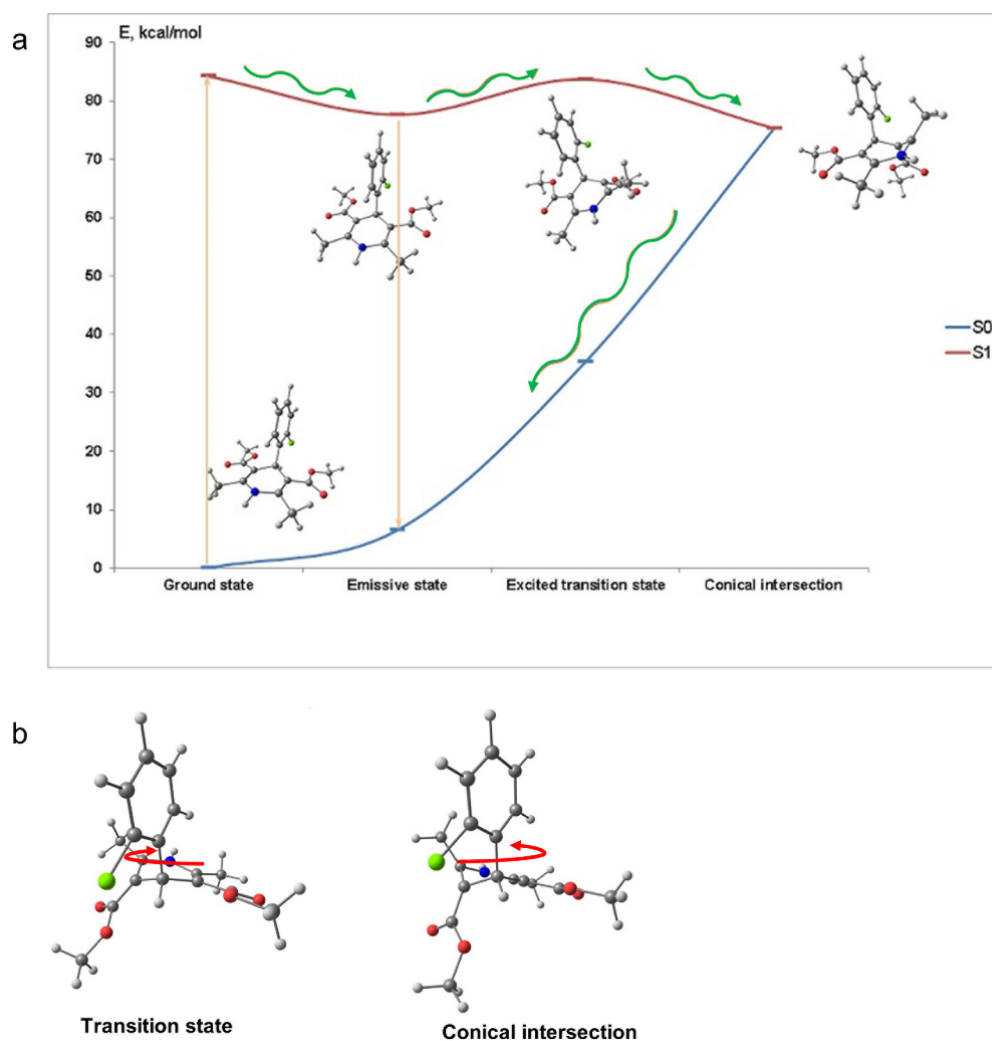 a
E, kcal/mol
90
80
70
60
50
40
30
20
10
0
Ground state
Emissive state
Excited transition state
Conical intersection
S0
S1
b
Transition state
Conical intersection